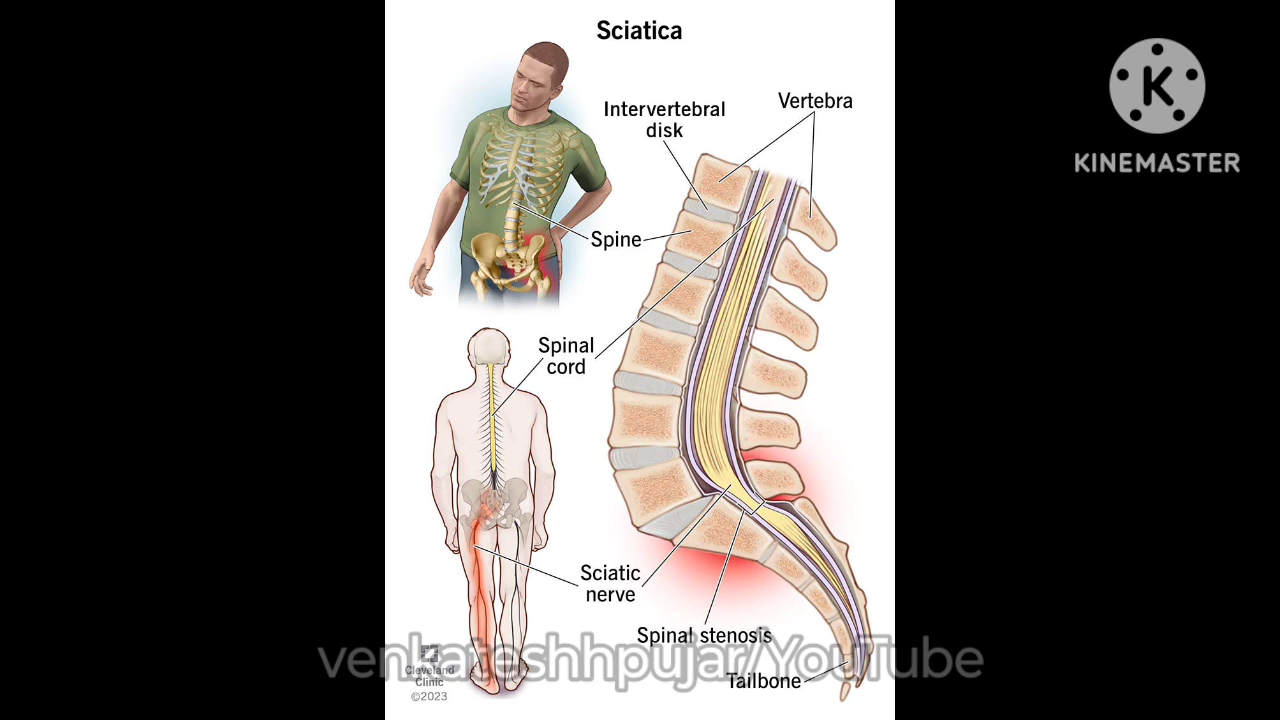 Sciatica
Intervertebral
disk
Vertebra
K
KINEMASTER
Spine
Spinal
cord
Sciatic
nerve
Spinal stenosis
venkateshhpujar/YouTube
Cleveland
Clinic
©2023
Tailbone